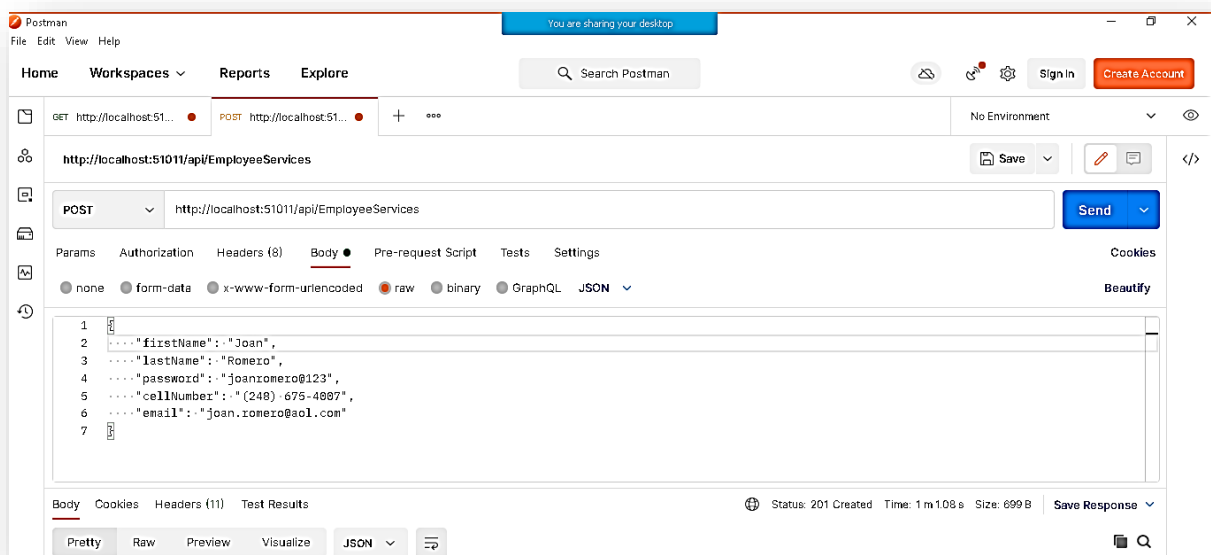 Postman
You are sharing your desktop
File Edit View Help
Home Workspaces Reports Explore Search Postman Sign In Create Account
GET http://localhost:51... POST http://localhost:51... + ooo No Environment
http://localhost:51011/api/EmployeeServices Save </>
POST http://localhost:51011/api/EmployeeServices Send
Params Authorization Headers (8) Body Pre-request Script Tests Settings Cookies
none form-data x-www-form-urlencoded raw binary GraphQL JSON Beautify
1 {
2 ····"firstName":·"Joan",
3 ····"lastName":·"Romero",
4 ····"password":·"joanromero@123",
5 ····"cellNumber":·"(248)·675-4007",
6 ····"email":·"joan.romero@aol.com"
7 }
Body Cookies Headers (11) Test Results Status: 201 Created Time: 1 m 1.08 s Size: 699 B Save Response
Pretty Raw Preview Visualize JSON